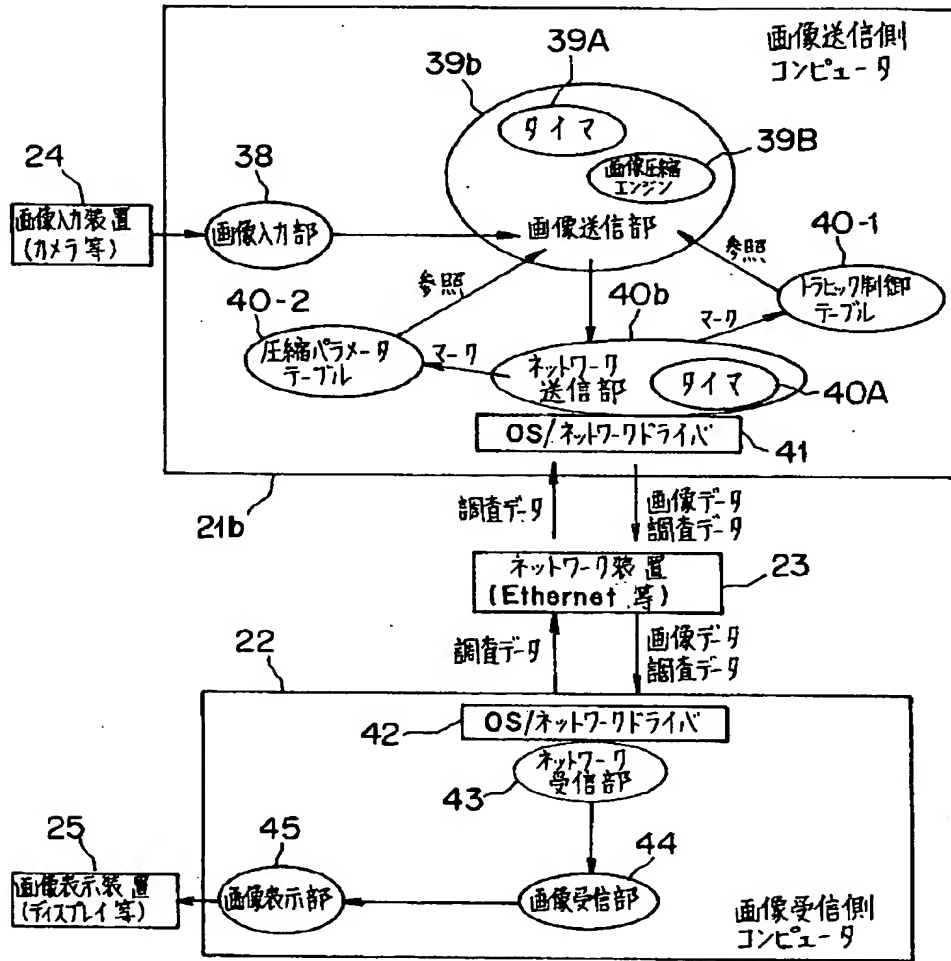 画像送信側
コンピュータ
39A
39b
タイマ
39B
画像圧縮
エンジン
24
38
画像入力装置
(カメラ等)
画像入力部
画像送信部
40-1
参照
参照
トラヒック制御
テーブル
40-2
40b
マーク
圧縮パラメータ
テーブル
マーク
ネットワーク
送信部
タイマ
40A
OS/ネットワークドライバ
41
21b
調査データ
画像データ
調査データ
ネットワーク装置
(Ethernet 等)
23
調査データ
画像データ
調査データ
22
42
OS/ネットワークドライバ
ネットワーク
受信部
43
25
45
44
画像表示装置
(ディスプレイ等)
画像表示部
画像受信部
画像受信側
コンピュータ